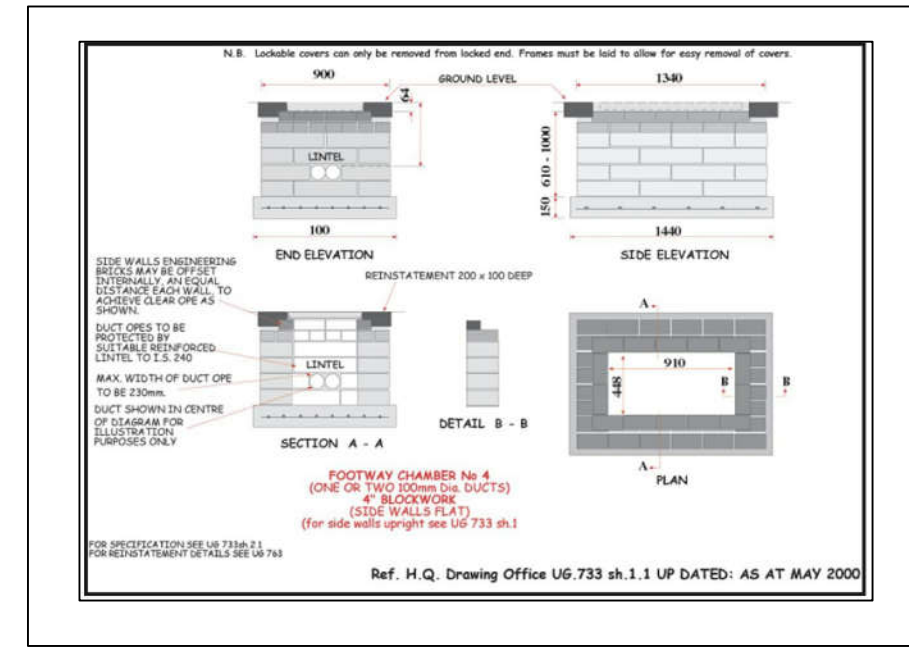 N.B. Lockable covers can only be removed from locked end. Frames must be laid to allow for easy removal of covers.
900
GROUND LEVEL
64
LINTEL
100
END ELEVATION
1340
610 - 1000
150
1440
SIDE ELEVATION
SIDE WALLS ENGINEERING
BRICKS MAY BE OFFSET
INTERNALLY, AN EQUAL
DISTANCE EACH WALL, TO
ACHIEVE CLEAR OPE AS
SHOWN.
DUCT OPES TO BE
PROTECTED BY
SUITABLE REINFORCED
LINTEL TO I.S. 240
MAX. WIDTH OF DUCT OPE
TO BE 230mm.
DUCT SHOWN IN CENTRE
OF DIAGRAM FOR
ILLUSTRATION
PURPOSES ONLY
REINSTATEMENT 200 x 100 DEEP
LINTEL
SECTION A - A
DETAIL B - B
A
910
448
B
B
A
PLAN
FOOTWAY CHAMBER No 4
(ONE OR TWO 100mm Dia. DUCTS)
4" BLOCKWORK
(SIDE WALLS FLAT)
(for side walls upright see UG 733 sh.1
FOR SPECIFICATION SEE UG 733sh 2 1
FOR REINSTATEMENT DETAILS SEE UG 763
Ref. H.Q. Drawing Office UG.733 sh.1.1 UP DATED: AS AT MAY 2000